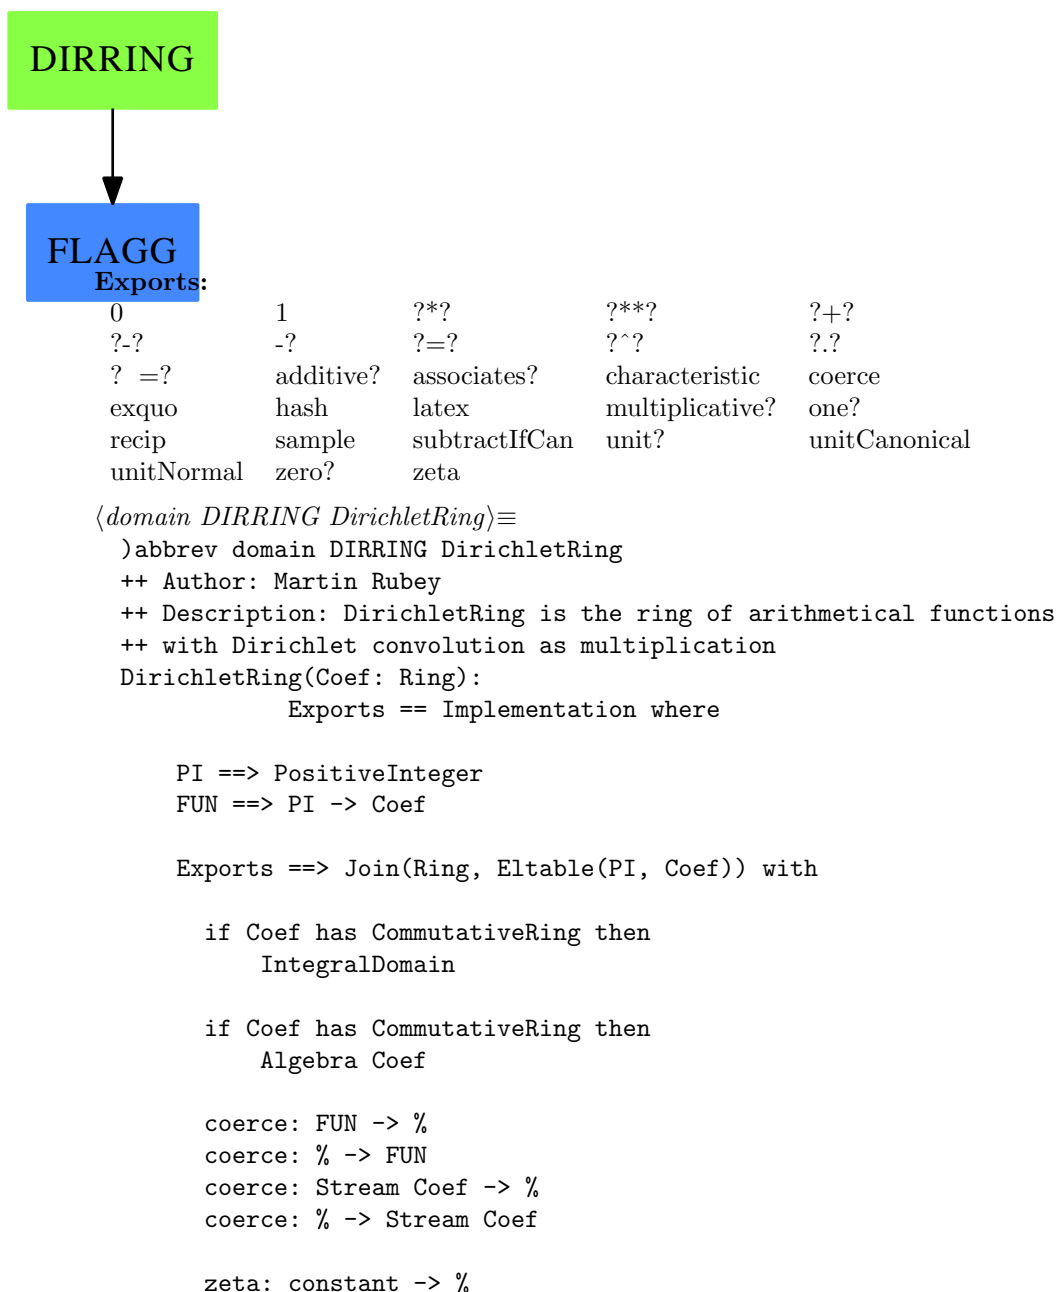 DIRRING
FLAGG
Exports:
0 1 ?*? ?**? ?+?
?-? -? ?=? ?ˆ? ?.?
? =? additive? associates? characteristic coerce
exquo hash latex multiplicative? one?
recip sample subtractIfCan unit? unitCanonical
unitNormal zero? zeta
⟨domain DIRRING DirichletRing⟩≡
)abbrev domain DIRRING DirichletRing
++ Author: Martin Rubey
++ Description: DirichletRing is the ring of arithmetical functions
++ with Dirichlet convolution as multiplication
DirichletRing(Coef: Ring):
Exports == Implementation where
PI ==> PositiveInteger
FUN ==> PI -> Coef
Exports ==> Join(Ring, Eltable(PI, Coef)) with
if Coef has CommutativeRing then
IntegralDomain
if Coef has CommutativeRing then
Algebra Coef
coerce: FUN -> %
coerce: % -> FUN
coerce: Stream Coef -> %
coerce: % -> Stream Coef
zeta: constant -> %